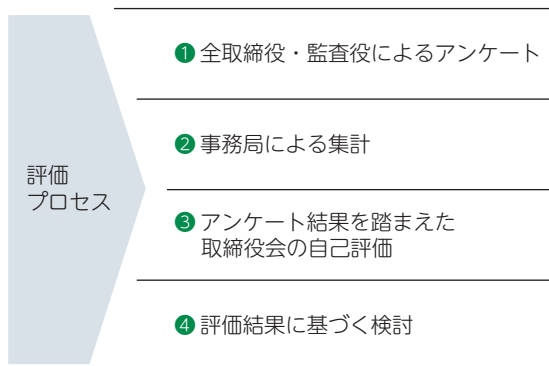 評価
プロセス
❶全取締役・監査役によるアンケート
❷事務局による集計
❸アンケート結果を踏まえた
取締役会の自己評価
❹評価結果に基づく検討